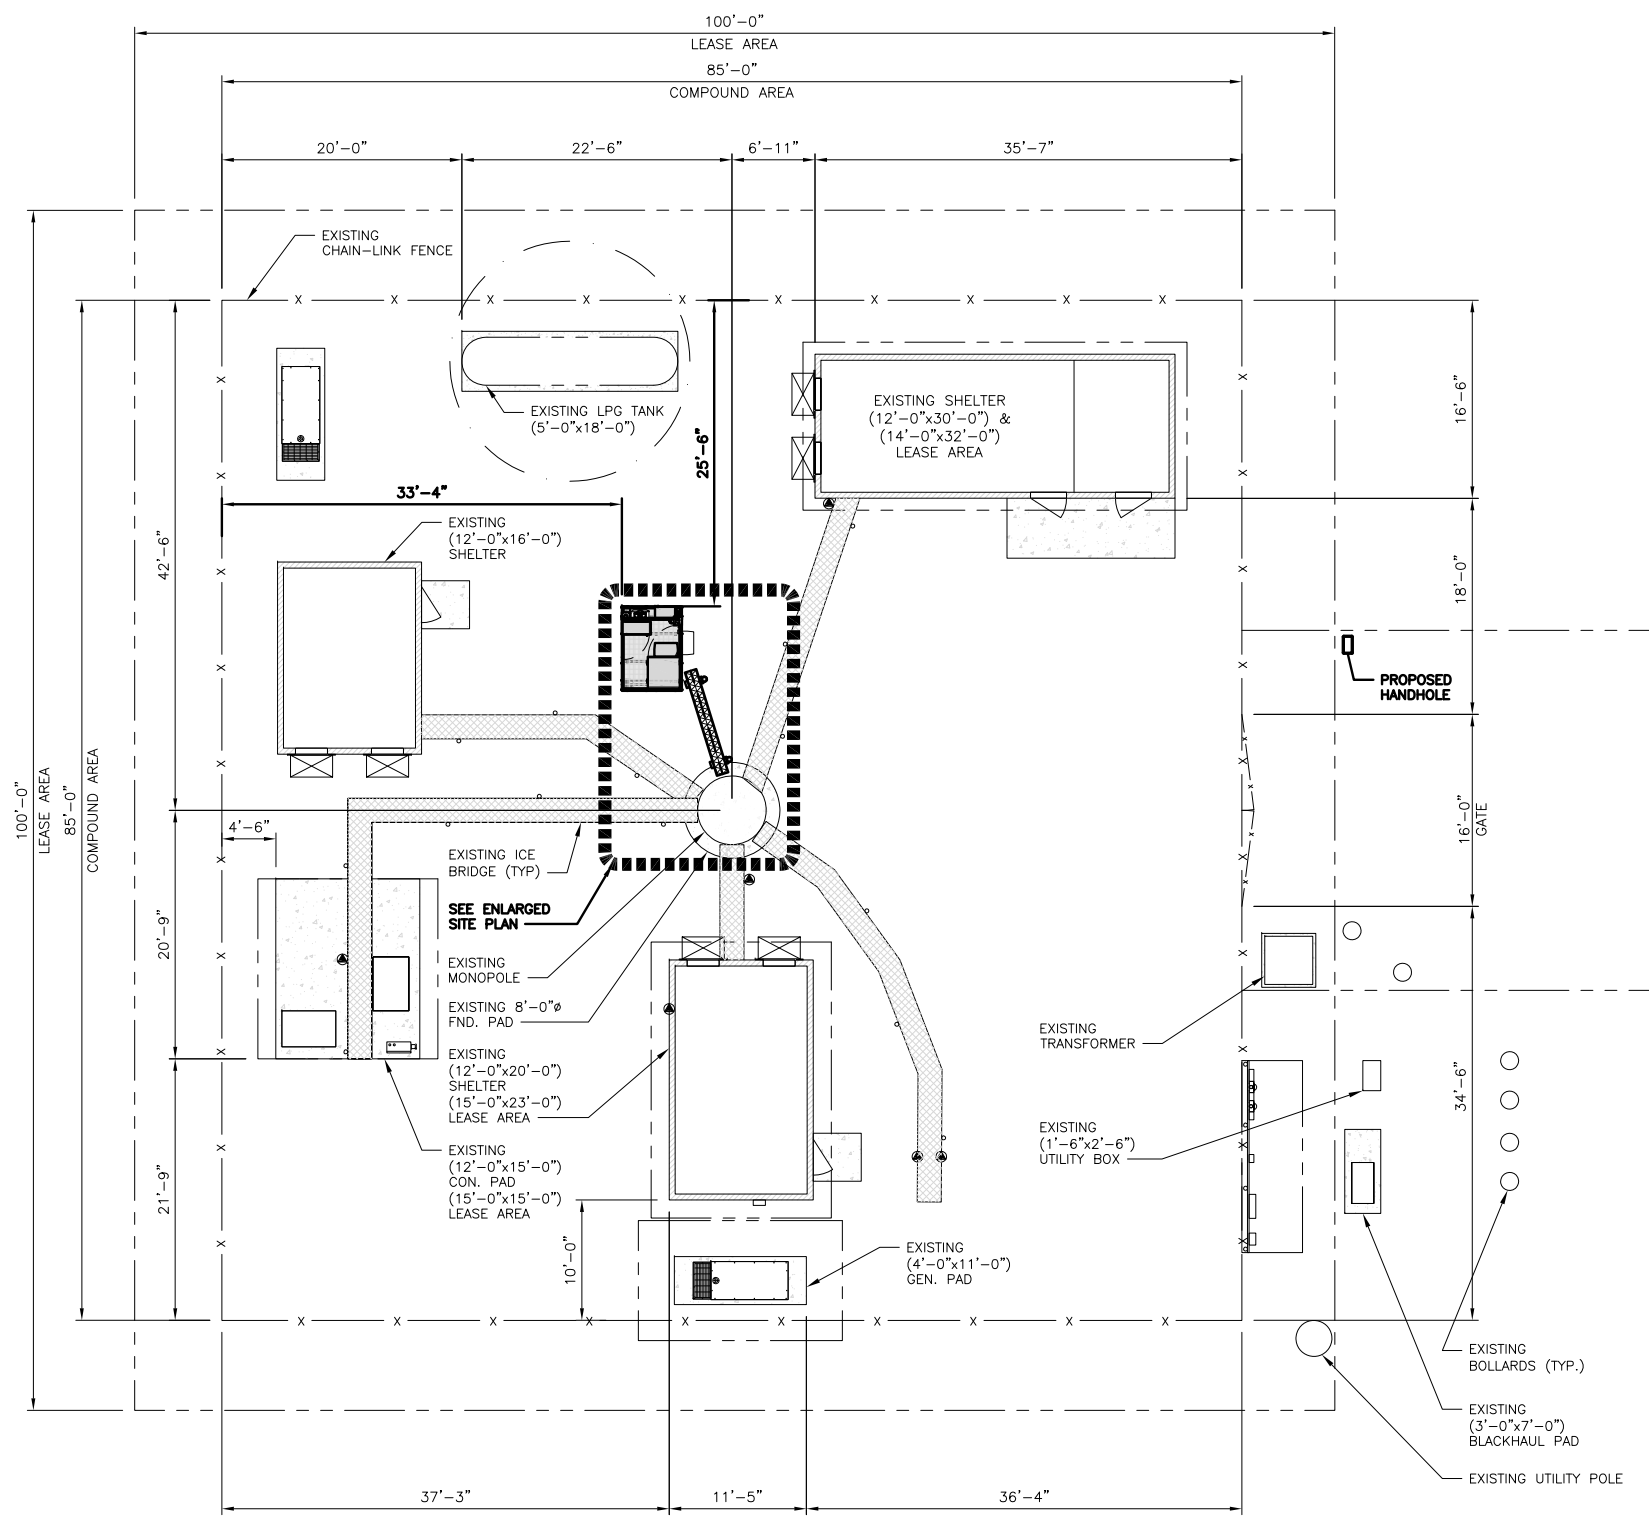 100'-0"
LEASE AREA
85'-0"
COMPOUND AREA
20'-0"
22'-6"
6'-11"
35'-7"
EXISTING
CHAIN-LINK FENCE
X X X X X X X X X X
EXISTING LPG TANK
(5'-0"x18'-0")
25'-6"
EXISTING SHELTER
(12'-0"x30'-0") &
(14'-0"x32'-0")
LEASE AREA
16'-6"
33'-4"
EXISTING
(12'-0"x16'-0")
SHELTER
42'-6"
18'-0"
PROPOSED
HANDHOLE
100'-0"
LEASE AREA
85'-0"
COMPOUND AREA
16'-0"
GATE
4'-6"
EXISTING ICE
BRIDGE (TYP)
SEE ENLARGED
SITE PLAN
20'-9"
EXISTING
MONOPOLE
EXISTING 8'-0"ø
FND. PAD
EXISTING
TRANSFORMER
EXISTING
(12'-0"x20'-0")
SHELTER
(15'-0"x23'-0")
LEASE AREA
34'-6"
EXISTING
(1'-6"x2'-6")
UTILITY BOX
EXISTING
(12'-0"x15'-0")
CON. PAD
(15'-0"x15'-0")
LEASE AREA
21'-9"
10'-0"
EXISTING
(4'-0"x11'-0")
GEN. PAD
X X X X X X X X X X
EXISTING
BOLLARDS (TYP.)
EXISTING
(3'-0"x7'-0")
BLACKHAUL PAD
EXISTING UTILITY POLE
37'-3"
11'-5"
36'-4"